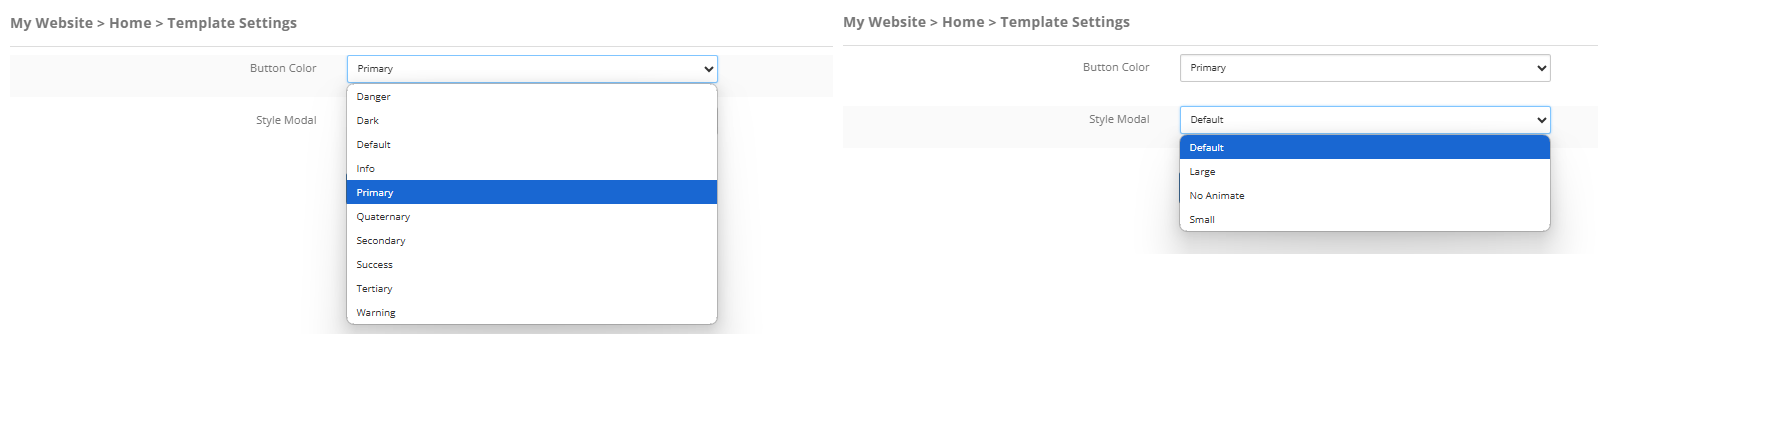 My Website > Home > Template Settings
Button Color
Primary
Danger
Dark
Style Modal
Default
Info
Primary
Quaternary
Secondary
Success
Tertiary
Warning
My Website > Home > Template Settings
Button Color
Primary
Style Modal
Default
Default
Large
No Animate
Small